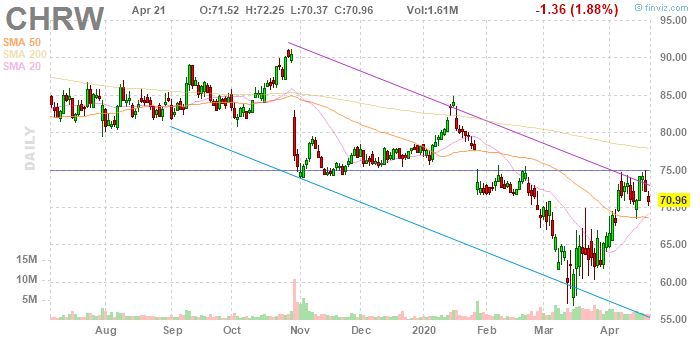 CHRW Apr 21 O:71.52 H:72.25 L:70.37 C:70.96 Vol:1.61M -1.36 (1.88%) © finviz.com
SMA 50
SMA 200
SMA 20
DAILY
90.00
85.00
80.00
75.00
70.96
70.00
65.00
60.00
55.00
15M
10M
5M
Aug Sep Oct Nov Dec 2020 Feb Mar Apr